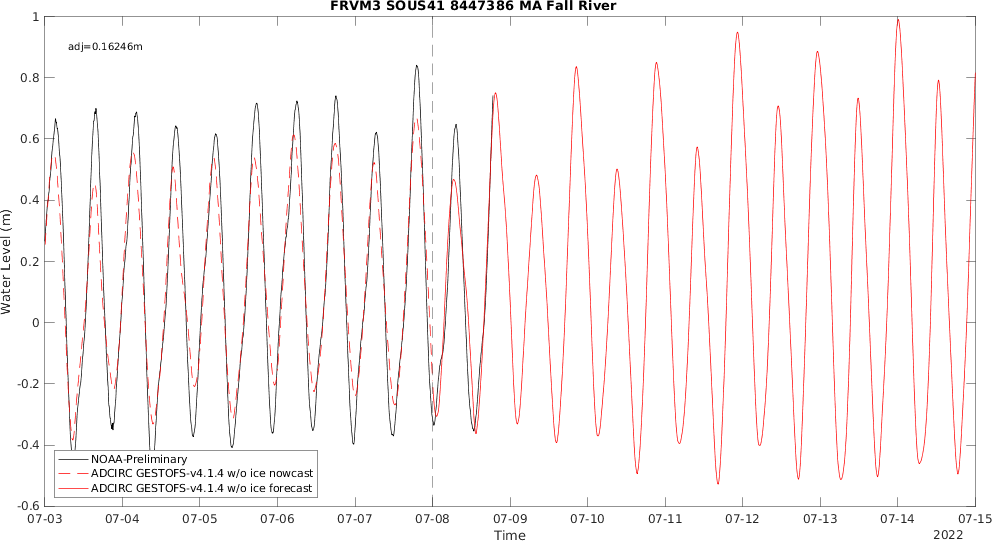 FRVM3 SOUS41 8447386 MA Fall River
adj=0.16246m
1
0.8
0.6
0.4
0.2
0
-0.2
-0.4
-0.6
Water Level (m)
NOAA-Preliminary
ADCIRC GESTOFS-v4.1.4 w/o ice nowcast
ADCIRC GESTOFS-v4.1.4 w/o ice forecast
07-03 07-04 07-05 07-06 07-07 07-08 07-09 07-10 07-11 07-12 07-13 07-14 07-15
Time
2022